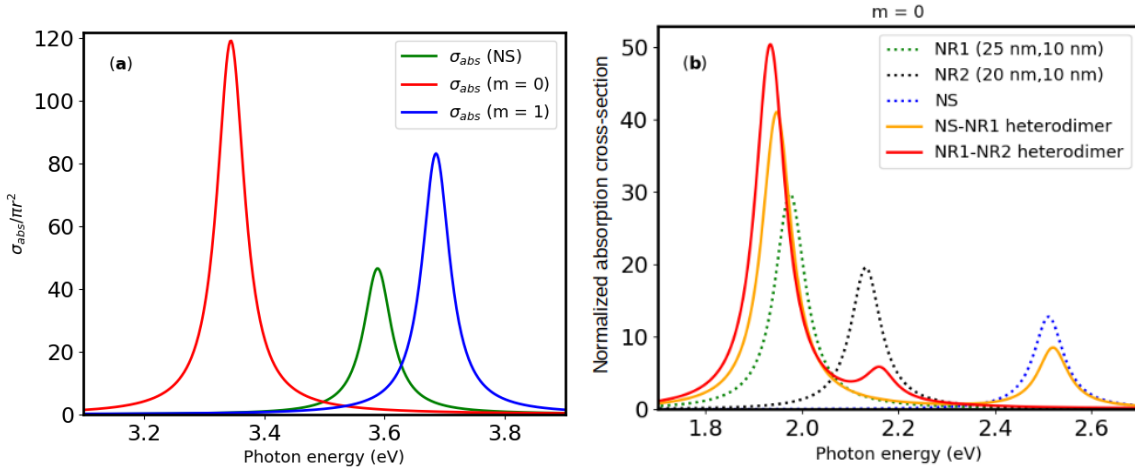 (a)
σabs (NS)
σabs (m = 0)
σabs (m = 1)
120
100
80
60
40
20
0
σabs/πr²
3.2 3.4 3.6 3.8
Photon energy (eV)
m = 0
(b)
NR1 (25 nm,10 nm)
NR2 (20 nm,10 nm)
NS
NS-NR1 heterodimer
NR1-NR2 heterodimer
50
40
30
20
10
0
Normalized absorption cross-section
1.8 2.0 2.2 2.4 2.6
Photon energy (eV)